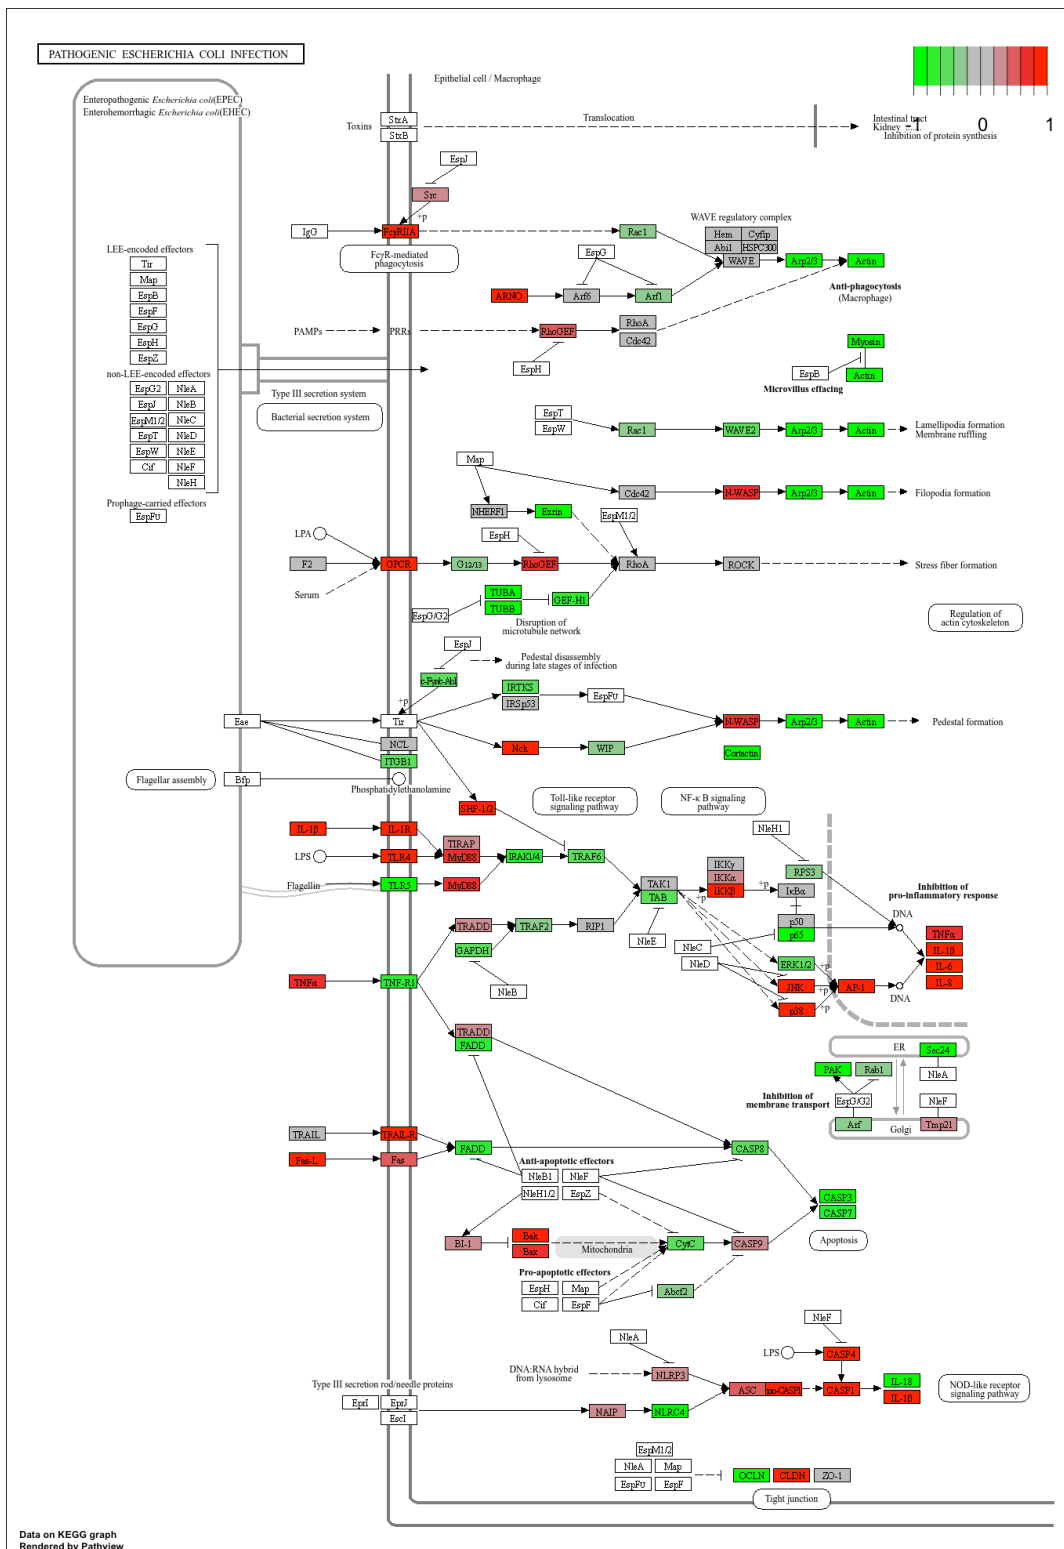 PATHOGENIC ESCHERICHIA COLI INFECTION
-1 0 1
Epithelial cell / Macrophage
Enteropathogenic Escherichia coli(EPEC)
Enterohemorrhagic Escherichia coli(EHEC)
Toxins
StxA
StxB
Translocation
Intestinal tract
Kidney ......
Inhibition of protein synthesis
EspJ
Src
+p
IgG
FcγRIIA
Rac1
WAVE regulatory complex
Hem
Cyfip
Abi1
HSPC300
WAVE
Arp2/3
Actin
FcγR-mediated
phagocytosis
EspG
ARNO
Arf6
Arf1
Anti-phagocytosis
(Macrophage)
LEE-encoded effectors
Tir
Map
EspB
EspF
EspG
EspH
EspZ
PAMPs
PRRs
RhoGEF
RhoA
Cdc42
EspH
Myosin
EspB
Actin
Microvillus effacing
non-LEE-encoded effectors
EspG2
NleA
EspJ
NleB
EspM1/2
NleC
EspT
NleD
EspW
NleE
Cif
NleF
NleH
Type III secretion system
Bacterial secretion system
EspT
EspW
Rac1
WAVE2
Arp2/3
Actin
Lamellipodia formation
Membrane ruffling
Prophage-carried effectors
EspFU
Map
Cdc42
N-WASP
Arp2/3
Actin
Filopodia formation
NHERF1
Ezrin
EspM1/2
LPA
EspH
F2
GPCR
G12/13
RhoGEF
RhoA
ROCK
Stress fiber formation
Serum
TUBA
TUBB
GEF-H1
EspG/G2
Disruption of
microtubule network
Regulation of
actin cytoskeleton
EspJ
Pedestal disassembly
during late stages of infection
+p
IRTKS
IRSp53
EspFU
Eae
Tir
N-WASP
Arp2/3
Actin
Pedestal formation
NCL
ITGB1
Nck
WIP
Cortactin
Flagellar assembly
Bfp
Phosphatidylethanolamine
SHP-1/2
Toll-like receptor
signaling pathway
NF-κ B signaling
pathway
IL-1β
IL-1R
TIRAP
MyD88
LPS
TLR4
IRAK1/4
TRAF6
NleH1
RPS3
Flagellin
TLR5
MyD88
TAK1
TAB
+p
IKKγ
IKKα
IKKβ
+p
IκBα
p50
p65
Inhibition of
pro-inflammatory response
DNA
TRADD
TRAF2
RIP1
NleE
NleC
NleD
TNFα
IL-1β
IL-6
IL-8
GAPDH
NleB
ERK1/2
+p
TNFα
TNF-R1
JNK
+p
AP-1
DNA
p38
+p
TRADD
FADD
ER
Sec24
PAK
Rab1
NleA
Inhibition of
membrane transport
EspG/G2
NleF
Arf
Golgi
Tmp21
TRAIL
TRAIL-R
FADD
CASP8
Fas-L
Fas
Anti-apoptotic effectors
NleB1
NleF
NleH1/2
EspZ
CASP3
CASP7
BI-1
Bak
Bax
Mitochondria
CytC
CASP9
Apoptosis
Pro-apoptotic effectors
EspH
Map
Cif
EspF
Abcf2
NleF
NleA
LPS
CASP4
DNA:RNA hybrid
from lysosome
NLRP3
ASC
pro-CASP1
CASP1
IL-18
IL-1β
NOD-like receptor
signaling pathway
Type III secretion rod/needle proteins
EprI
EprJ
EscI
NAIP
NLRC4
EspM1/2
NleA
Map
EspFU
EspF
OCLN
CLDN
ZO-1
Tight junction
Data on KEGG graph
Rendered by Pathview